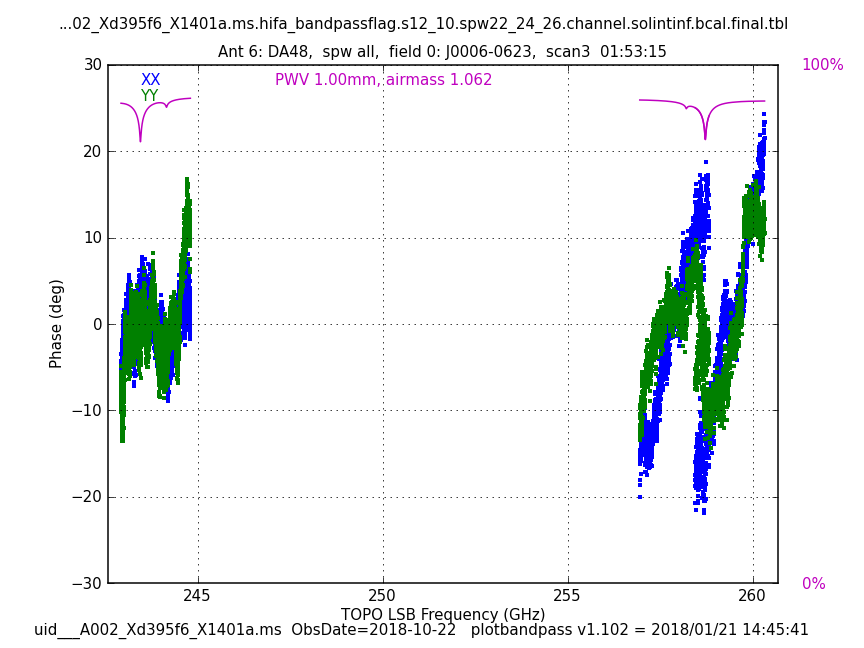 ...02_Xd395f6_X1401a.ms.hifa_bandpassflag.s12_10.spw22_24_26.channel.solintinf.bcal.final.tbl
Ant 6: DA48,  spw all,  field 0: J0006-0623,  scan3  01:53:15
30
100%
XX
PWV 1.00mm, airmass 1.062
YY
20
10
0
−10
−20
−30
0%
Phase (deg)
245
250
255
260
TOPO LSB Frequency (GHz)
uid___A002_Xd395f6_X1401a.ms  ObsDate=2018-10-22   plotbandpass v1.102 = 2018/01/21 14:45:41